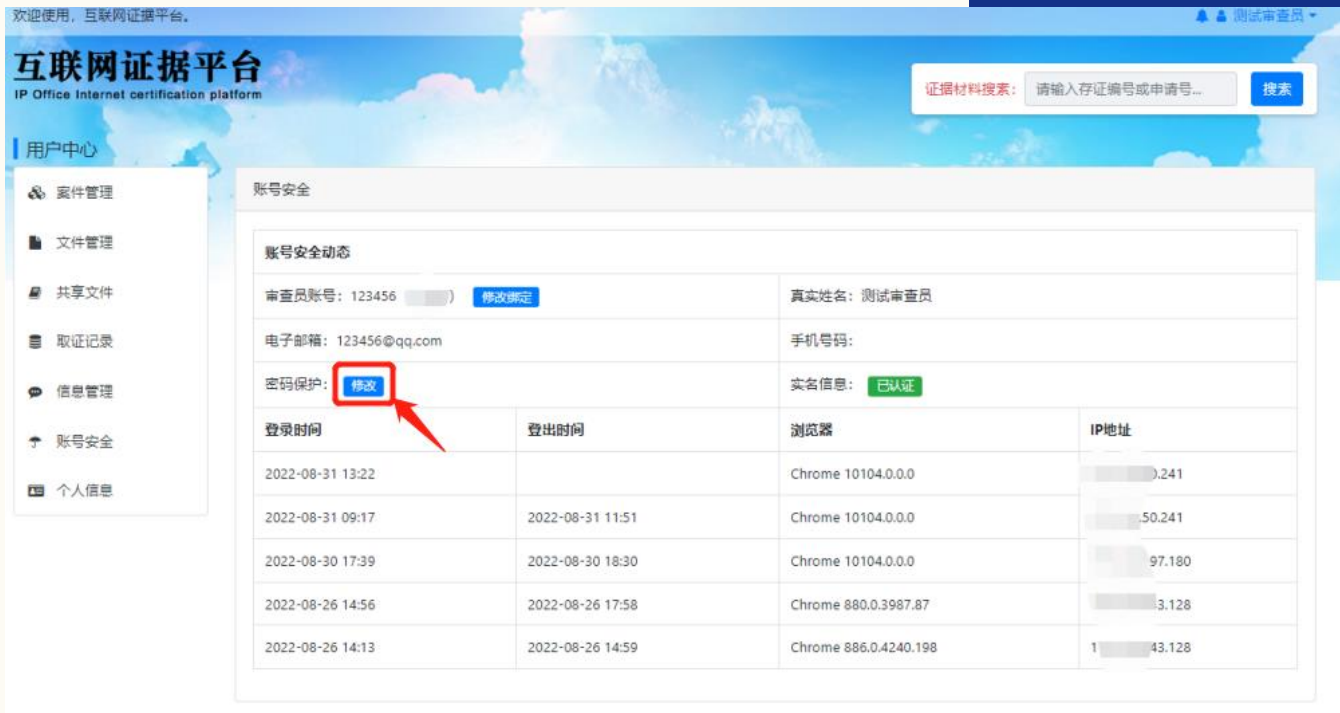 欢迎使用，互联网证据平台。
测试审查员
互联网证据平台
IP Office Internet certification platform
证据材料搜索： 请输入存证编号或申请号... 搜索
用户中心
案件管理
文件管理
共享文件
取证记录
信息管理
账号安全
个人信息
账号安全
账号安全动态
审查员账号：123456 ) 修改绑定 真实姓名：测试审查员
电子邮箱：123456@qq.com 手机号码：
密码保护： 修改 实名信息： 已认证
登录时间 登出时间 浏览器 IP地址
2022-08-31 13:22 Chrome 10104.0.0.0 0.241
2022-08-31 09:17 2022-08-31 11:51 Chrome 10104.0.0.0 .50.241
2022-08-30 17:39 2022-08-30 18:30 Chrome 10104.0.0.0 97.180
2022-08-26 14:56 2022-08-26 17:58 Chrome 880.0.3987.87 3.128
2022-08-26 14:13 2022-08-26 14:59 Chrome 886.0.4240.198 1 43.128